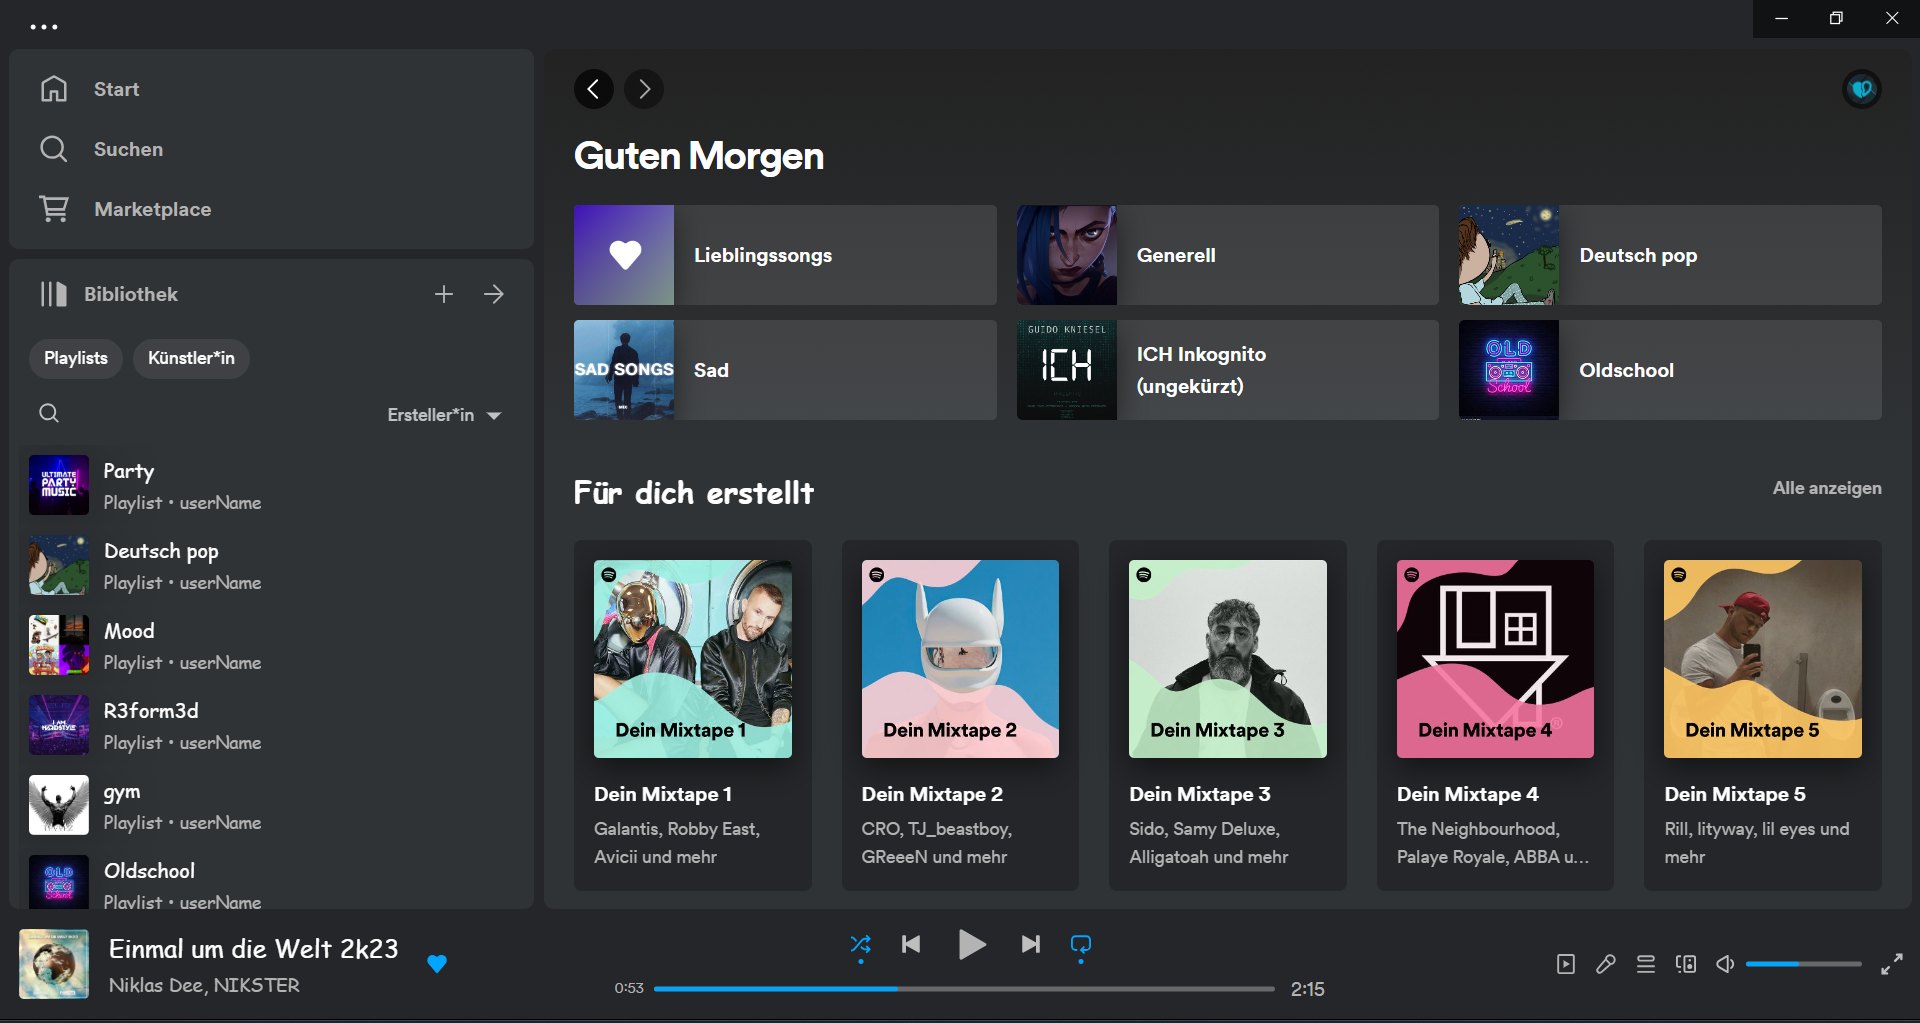 Start
Suchen
Marketplace
Bibliothek
Playlists
Künstler*in
Ersteller*in
Party
Playlist • userName
Deutsch pop
Playlist • userName
Mood
Playlist • userName
R3form3d
Playlist • userName
gym
Playlist • userName
Oldschool
Playlist • userName
ULTIMATE
PARTY
MUSIC
Guten Morgen
Lieblingssongs
Generell
Deutsch pop
SAD SONGS
MIX
Sad
GUIDO KNIESEL
ICH
ICH Inkognito
(ungekürzt)
OLD
School
Oldschool
Für dich erstellt
Alle anzeigen
Dein Mixtape 1
Dein Mixtape 2
Dein Mixtape 3
Dein Mixtape 4
Dein Mixtape 5
Dein Mixtape 1
Galantis, Robby East,
Avicii und mehr
Dein Mixtape 2
CRO, TJ_beastboy,
GReeeN und mehr
Dein Mixtape 3
Sido, Samy Deluxe,
Alligatoah und mehr
Dein Mixtape 4
The Neighbourhood,
Palaye Royale, ABBA u...
Dein Mixtape 5
Rill, lityway, lil eyes und
mehr
Einmal um die Welt 2k23
Niklas Dee, NIKSTER
0:53
2:15